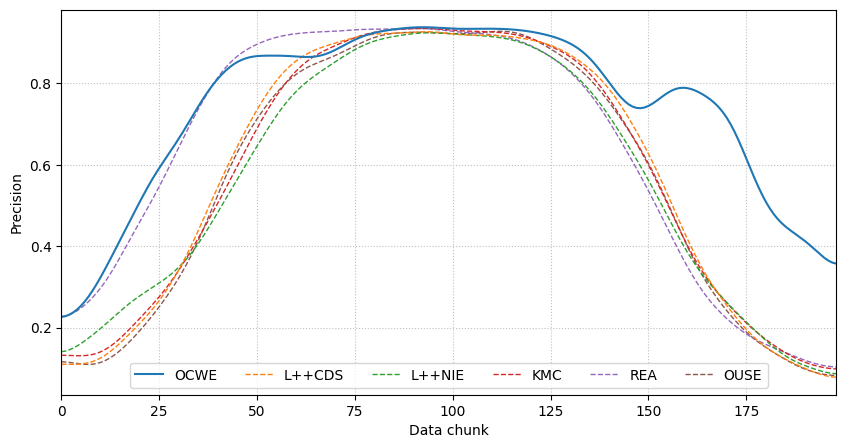 0.8
0.6
0.4
0.2
Precision
OCWE L++CDS L++NIE KMC REA OUSE
0 25 50 75 100 125 150 175
Data chunk